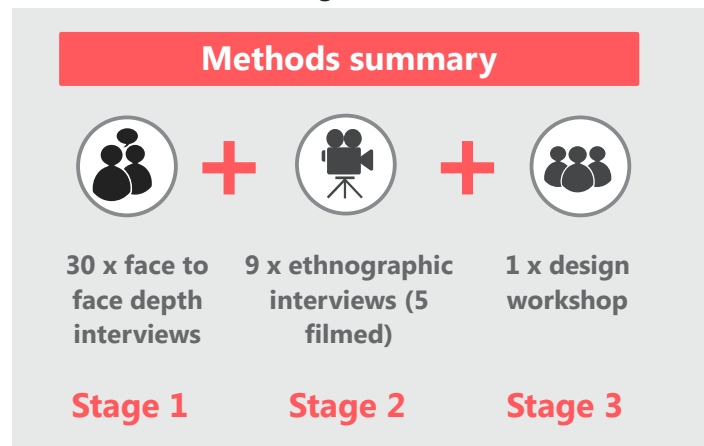 Methods summary
30 x face to
face depth
interviews
9 x ethnographic
interviews (5
filmed)
1 x design
workshop
Stage 1
Stage 2
Stage 3